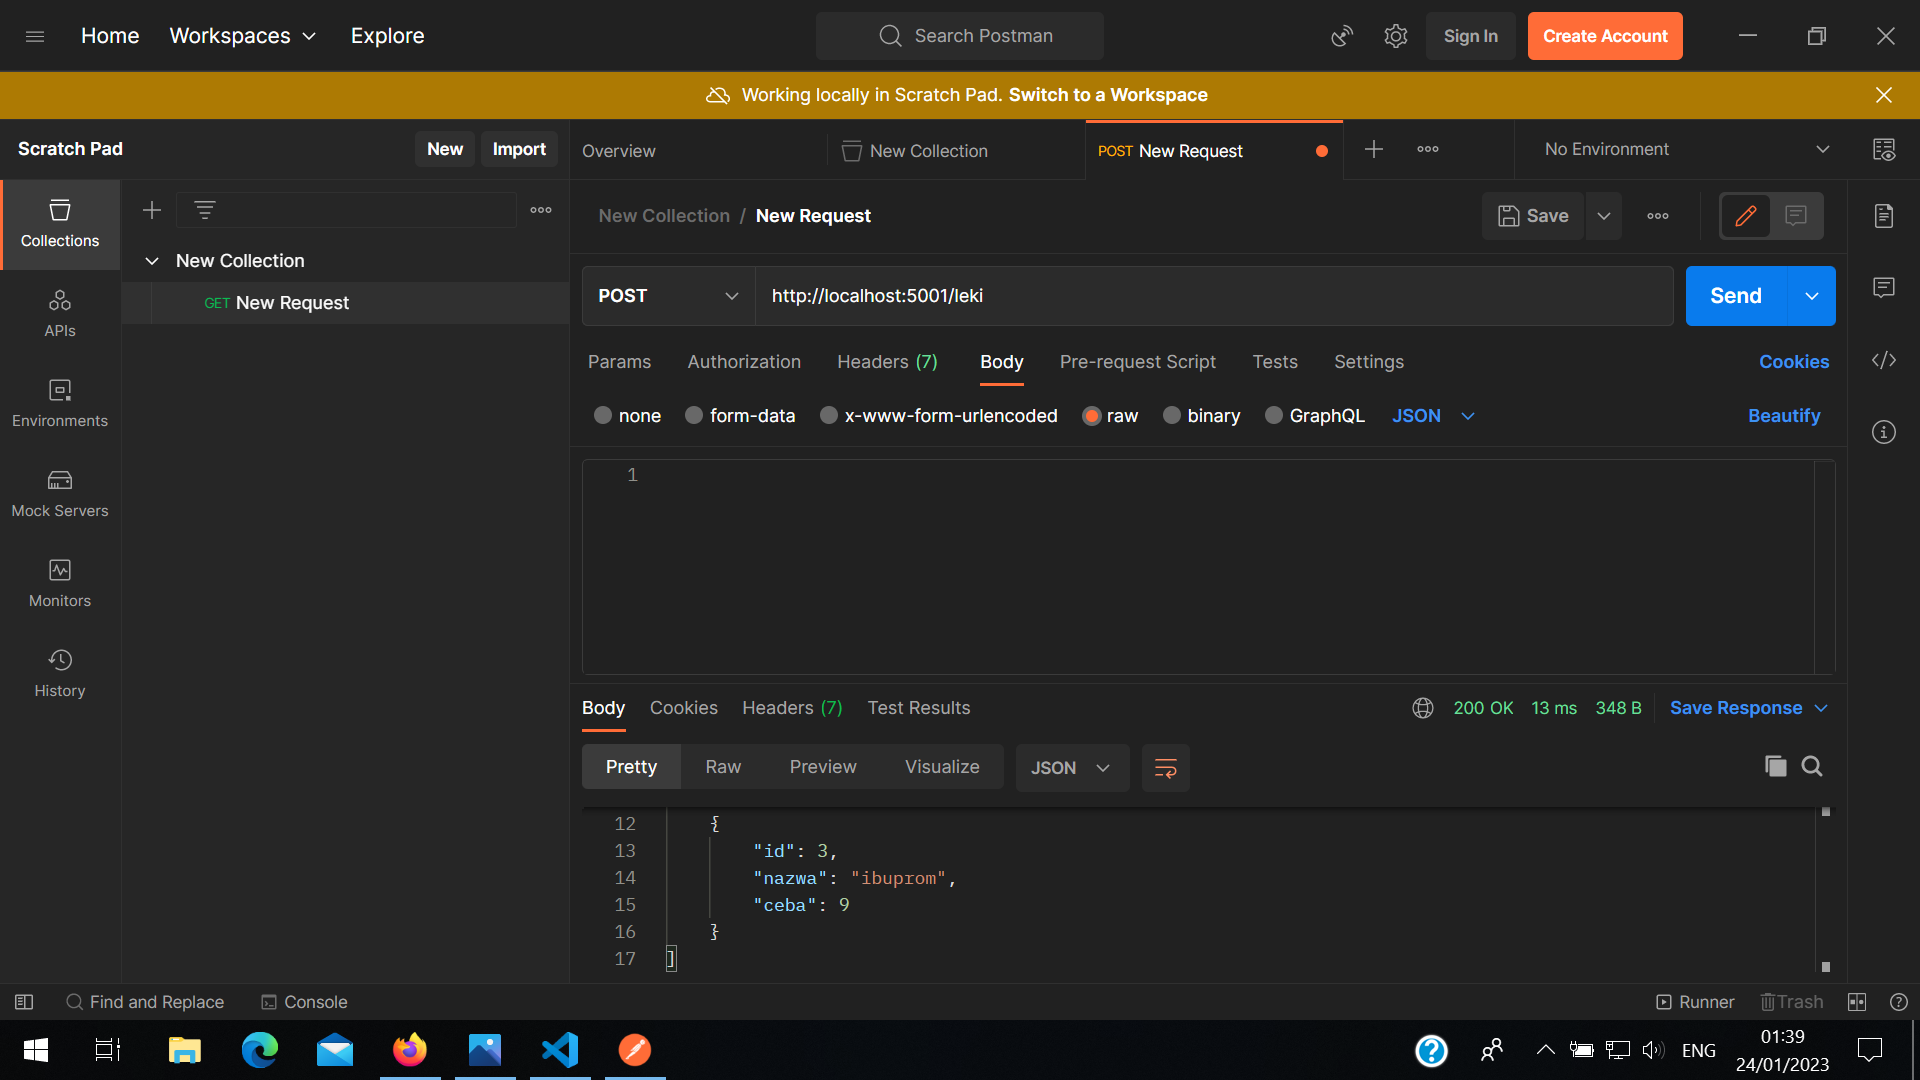 Home Workspaces Explore Search Postman Sign In Create Account
Working locally in Scratch Pad. Switch to a Workspace
Scratch Pad New Import Overview New Collection POST New Request No Environment
Collections
New Collection / New Request Save
New Collection
GET New Request
POST http://localhost:5001/leki Send
APIs
Params Authorization Headers (7) Body Pre-request Script Tests Settings Cookies
Environments
none form-data x-www-form-urlencoded raw binary GraphQL JSON Beautify
1
Mock Servers
Monitors
History
Body Cookies Headers (7) Test Results 200 OK 13 ms 348 B Save Response
Pretty Raw Preview Visualize JSON
12 {
13 "id": 3,
14 "nazwa": "ibuprom",
15 "ceba": 9
16 }
17 ]
Find and Replace Console Runner Trash
ENG 01:39
24/01/2023